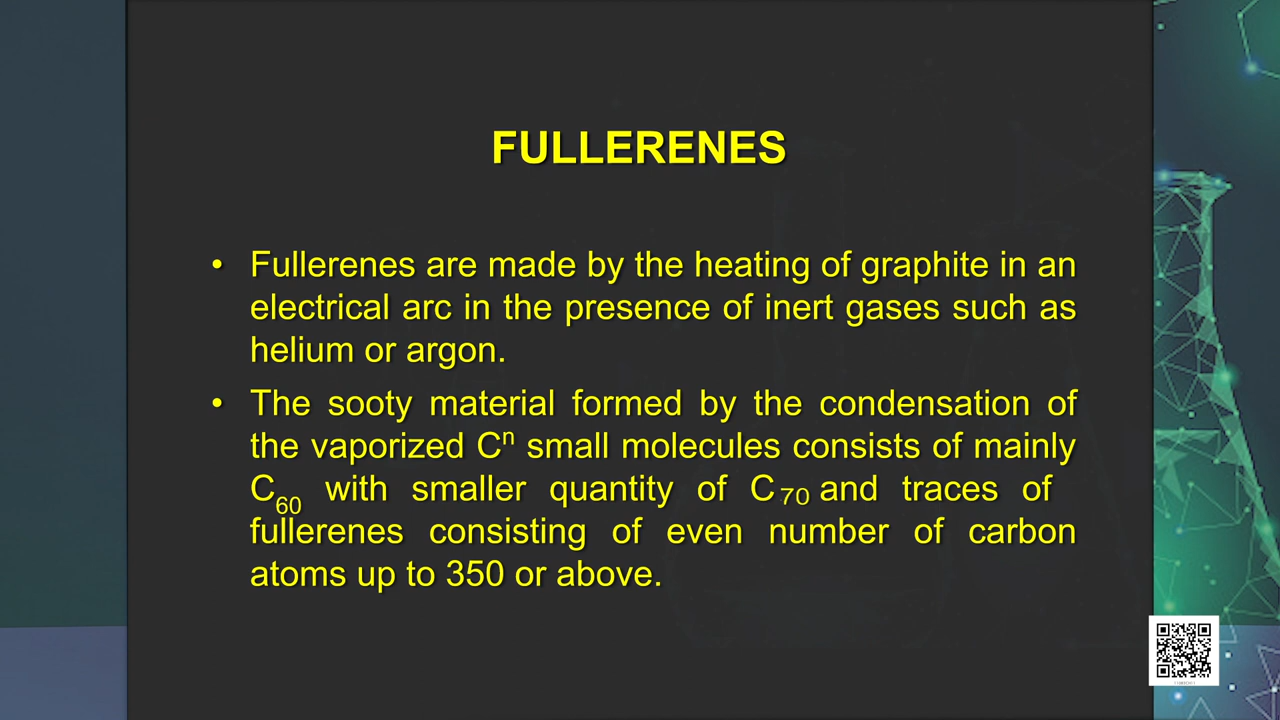 FULLERENES
• Fullerenes are made by the heating of graphite in an
electrical arc in the presence of inert gases such as
helium or argon.
• The sooty material formed by the condensation of
the vaporized Cⁿ small molecules consists of mainly
C₆₀ with smaller quantity of C₇₀ and traces of
fullerenes consisting of even number of carbon
atoms up to 350 or above.